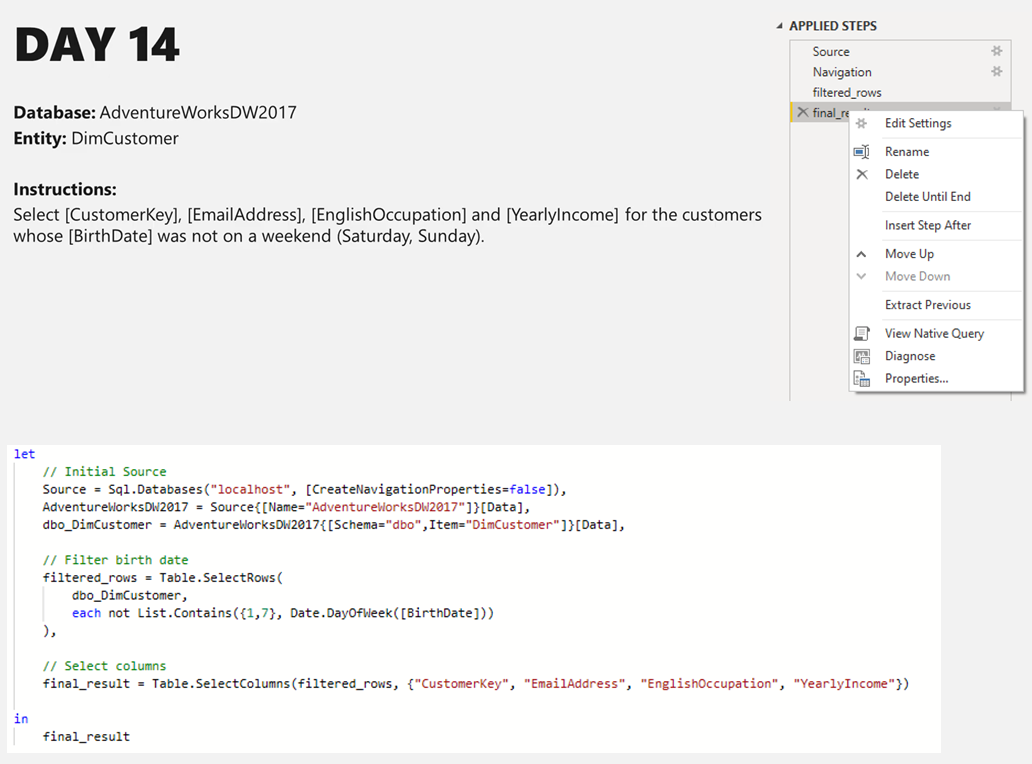 DAY 14
Database: AdventureWorksDW2017
Entity: DimCustomer
Instructions:
Select [CustomerKey], [EmailAddress], [EnglishOccupation] and [YearlyIncome] for the customers
whose [BirthDate] was not on a weekend (Saturday, Sunday).
APPLIED STEPS
Source
Navigation
filtered_rows
final_re
Edit Settings
Rename
Delete
Delete Until End
Insert Step After
Move Up
Move Down
Extract Previous
View Native Query
Diagnose
Properties...
let
// Initial Source
Source = Sql.Databases("localhost", [CreateNavigationProperties=false]),
AdventureWorksDW2017 = Source{[Name="AdventureWorksDW2017"]}[Data],
dbo_DimCustomer = AdventureWorksDW2017{[Schema="dbo",Item="DimCustomer"]}[Data],
// Filter birth date
filtered_rows = Table.SelectRows(
dbo_DimCustomer,
each not List.Contains({1,7}, Date.DayOfWeek([BirthDate]))
),
// Select columns
final_result = Table.SelectColumns(filtered_rows, {"CustomerKey", "EmailAddress", "EnglishOccupation", "YearlyIncome"})
in
final_result